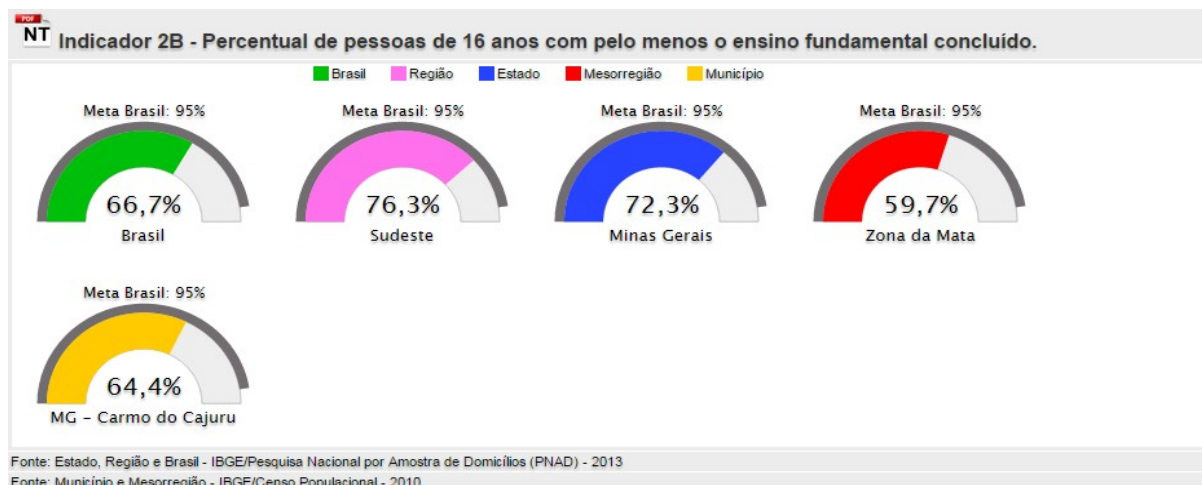 PDF
NT Indicador 2B - Percentual de pessoas de 16 anos com pelo menos o ensino fundamental concluído.
Brasil Região Estado Mesorregião Município
Meta Brasil: 95% Meta Brasil: 95% Meta Brasil: 95% Meta Brasil: 95%
66,7% 76,3% 72,3% 59,7%
Brasil Sudeste Minas Gerais Zona da Mata
Meta Brasil: 95%
64,4%
MG - Carmo do Cajuru
Fonte: Estado, Região e Brasil - IBGE/Pesquisa Nacional por Amostra de Domicílios (PNAD) - 2013
Fonte: Município e Mesorregião - IBGE/Censo Populacional - 2010